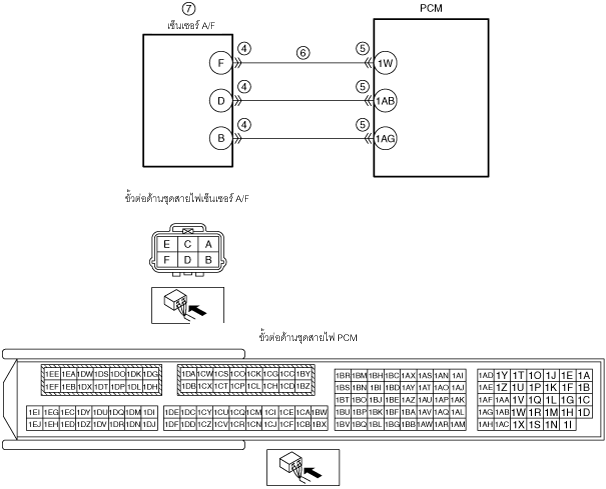 ⑦
เซ็นเซอร์ A/F
PCM
F ④ ⑥ ⑤ 1W
D ④ ⑤ 1AB
B ④ ⑤ 1AG
ขั้วต่อด้านชุดสายไฟเซ็นเซอร์ A/F
E C A
F D B
ขั้วต่อด้านชุดสายไฟ PCM
1EE 1EA 1DW 1DS 1DO 1DK 1DG
1EF 1EB 1DX 1DT 1DP 1DL 1DH
1EI 1EG 1EC 1DY 1DU 1DQ 1DM 1DI
1EJ 1EH 1ED 1DZ 1DV 1DR 1DN 1DJ
1DA 1CW 1CS 1CO 1CK 1CG 1CC 1BY
1DB 1CX 1CT 1CP 1CL 1CH 1CD 1BZ
1DE 1DC 1CY 1CU 1CQ 1CM 1CI 1CE 1CA 1BW
1DF 1DD 1CZ 1CV 1CR 1CN 1CJ 1CF 1CB 1BX
1BR 1BM 1BH 1BC 1AX 1AS 1AN 1AI
1BS 1BN 1BI 1BD 1AY 1AT 1AO 1AJ
1BT 1BO 1BJ 1BE 1AZ 1AU 1AP 1AK
1BU 1BP 1BK 1BF 1BA 1AV 1AQ 1AL
1BV 1BQ 1BL 1BG 1BB 1AW 1AR 1AM
1AD 1Y 1T 1O 1J 1E 1A
1AE 1Z 1U 1P 1K 1F 1B
1AF 1AA 1V 1Q 1L 1G 1C
1AG 1AB 1W 1R 1M 1H 1D
1AH 1AC 1X 1S 1N 1I